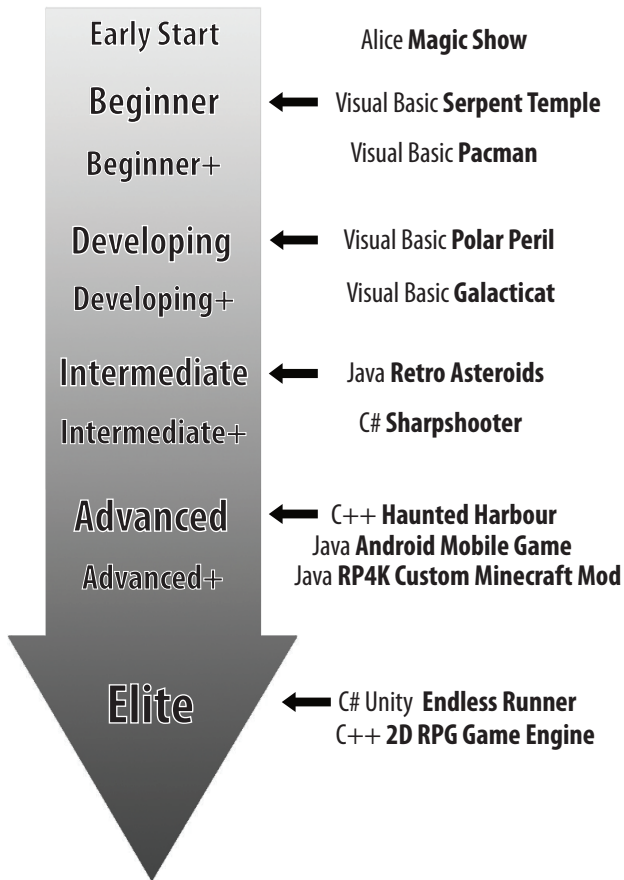 Early Start Alice Magic Show
Beginner Visual Basic Serpent Temple
Beginner+ Visual Basic Pacman
Developing Visual Basic Polar Peril
Developing+ Visual Basic Galacticat
Intermediate Java Retro Asteroids
Intermediate+ C# Sharpshooter
Advanced C++ Haunted Harbour
Java Android Mobile Game
Advanced+ Java RP4K Custom Minecraft Mod
Elite C# Unity Endless Runner
C++ 2D RPG Game Engine